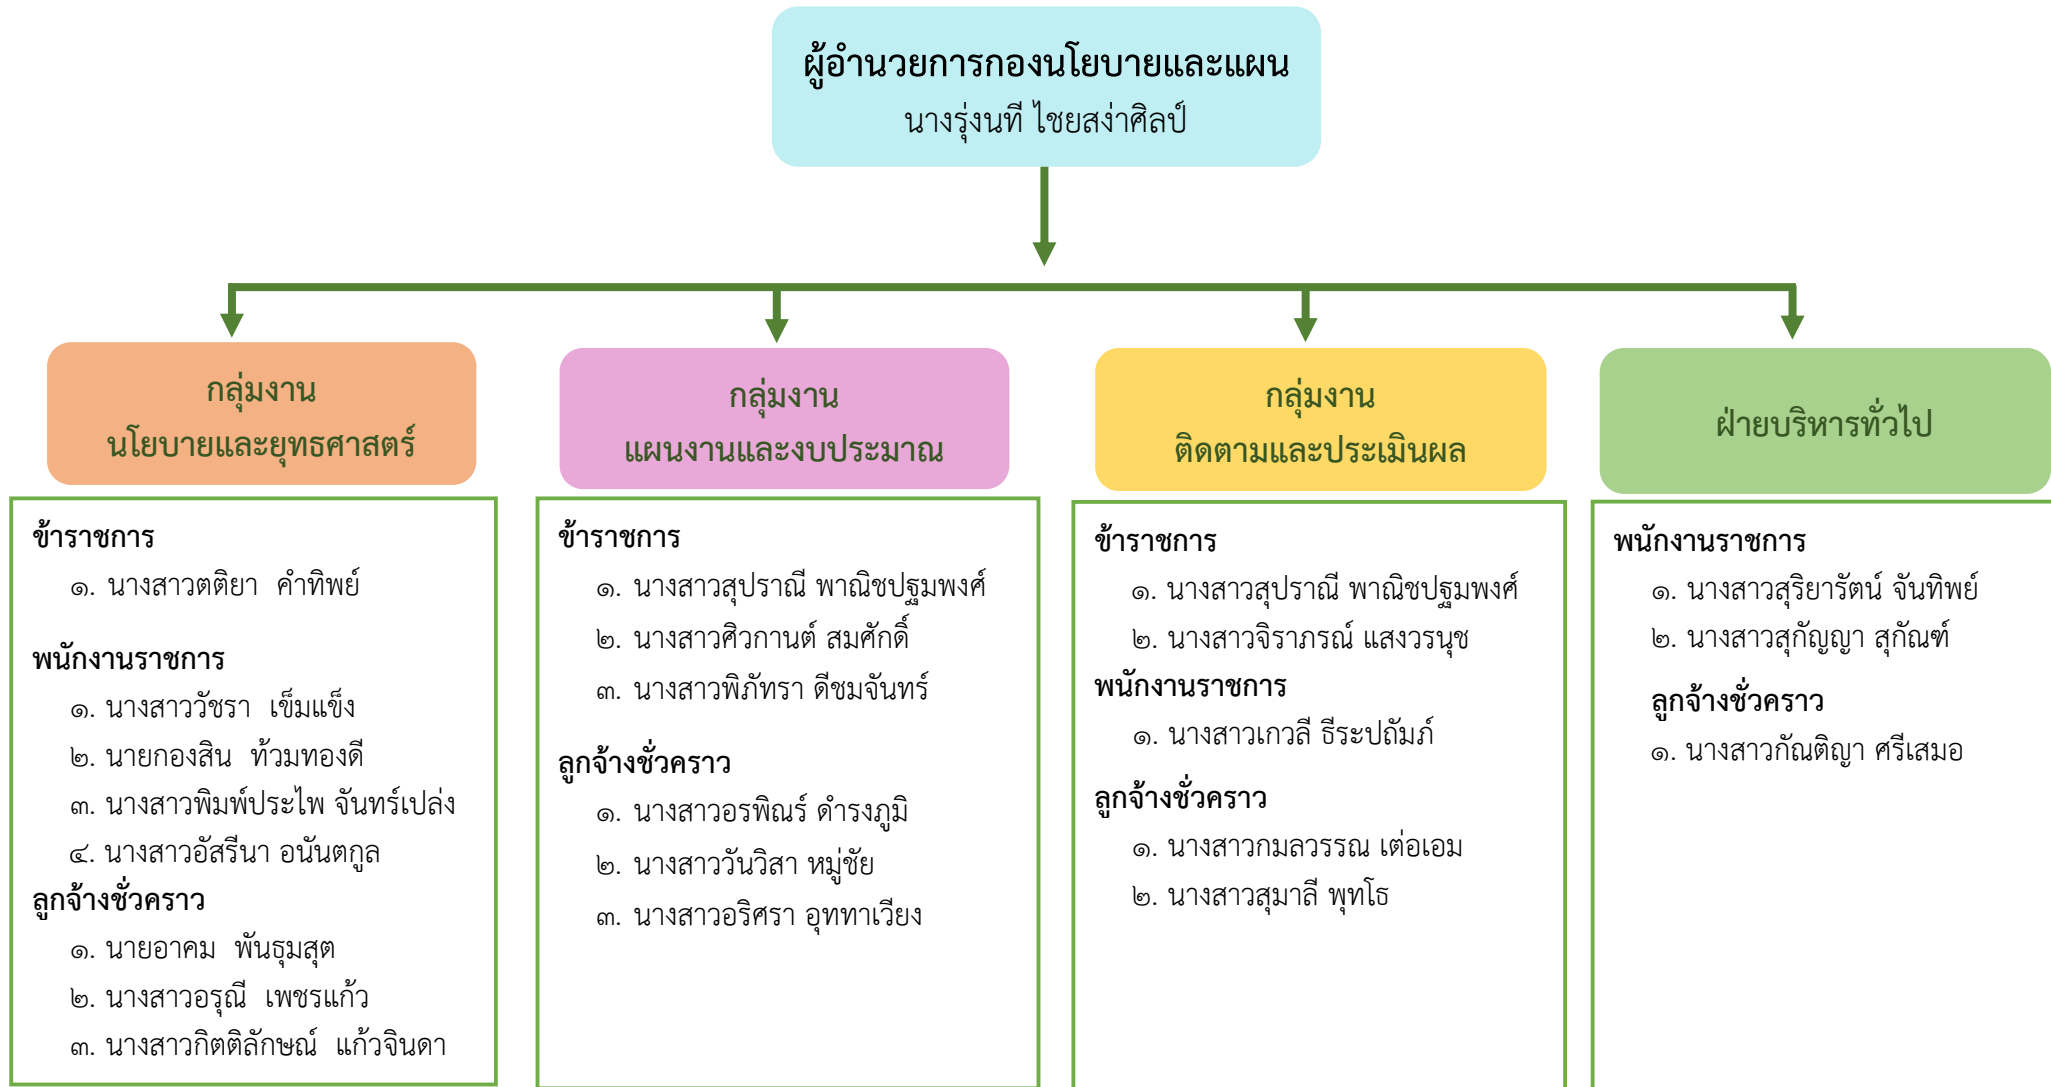 ผู้อำนวยการกองนโยบายและแผน
นางรุ่งนที ไชยสง่าศิลป์
กลุ่มงาน
นโยบายและยุทธศาสตร์
ข้าราชการ
๑. นางสาวตติยา คำทิพย์
พนักงานราชการ
๑. นางสาววัชรา เข็มแข็ง
๒. นายกองสิน ท้วมทองดี
๓. นางสาวพิมพ์ประไพ จันทร์เปล่ง
๔. นางสาวอัสรีนา อนันตกูล
ลูกจ้างชั่วคราว
๑. นายอาคม พันธุมสุต
๒. นางสาวอรุณี เพชรแก้ว
๓. นางสาวกิตติลักษณ์ แก้วจินดา
กลุ่มงาน
แผนงานและงบประมาณ
ข้าราชการ
๑. นางสาวสุปราณี พาณิชปฐมพงศ์
๒. นางสาวศิวกานต์ สมศักดิ์
๓. นางสาวพิภัทรา ดีชมจันทร์
ลูกจ้างชั่วคราว
๑. นางสาวอรพิณร์ ดำรงภูมิ
๒. นางสาววันวิสา หมู่ชัย
๓. นางสาวอริศรา อุททาเวียง
กลุ่มงาน
ติดตามและประเมินผล
ข้าราชการ
๑. นางสาวสุปราณี พาณิชปฐมพงศ์
๒. นางสาวจิราภรณ์ แสงวรนุช
พนักงานราชการ
๑. นางสาวเกวลี ธีระปถัมภ์
ลูกจ้างชั่วคราว
๑. นางสาวกมลวรรณ เต่อเอม
๒. นางสาวสุมาลี พุทโธ
ฝ่ายบริหารทั่วไป
พนักงานราชการ
๑. นางสาวสุริยารัตน์ จันทิพย์
๒. นางสาวสุกัญญา สุกัณฑ์
ลูกจ้างชั่วคราว
๑. นางสาวกัณติญา ศรีเสมอ